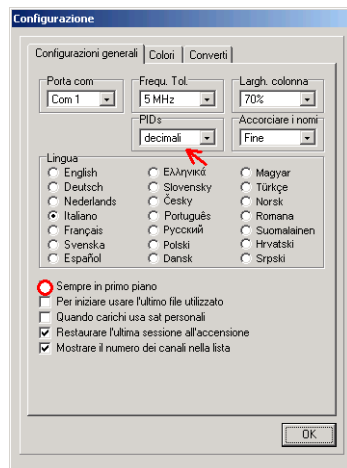 Configurazione
Configurazioni generali Colori Converti
Porta com Frequ. Tol. Largh. colonna
Com 1 5 MHz 70%
PIDs Accorciare i nomi
decimali Fine
Lingua
English Ελληνικά Magyar
Deutsch Slovensky Türkçe
Nederlands Česky Norsk
Italiano Português Romana
Français Русский Suomalainen
Svenska Polski Hrvatski
Español Dansk Srpski
Sempre in primo piano
Per iniziare usare l'ultimo file utilizzato
Quando carichi usa sat personali
Restaurare l'ultima sessione all'accensione
Mostrare il numero dei canali nella lista
OK